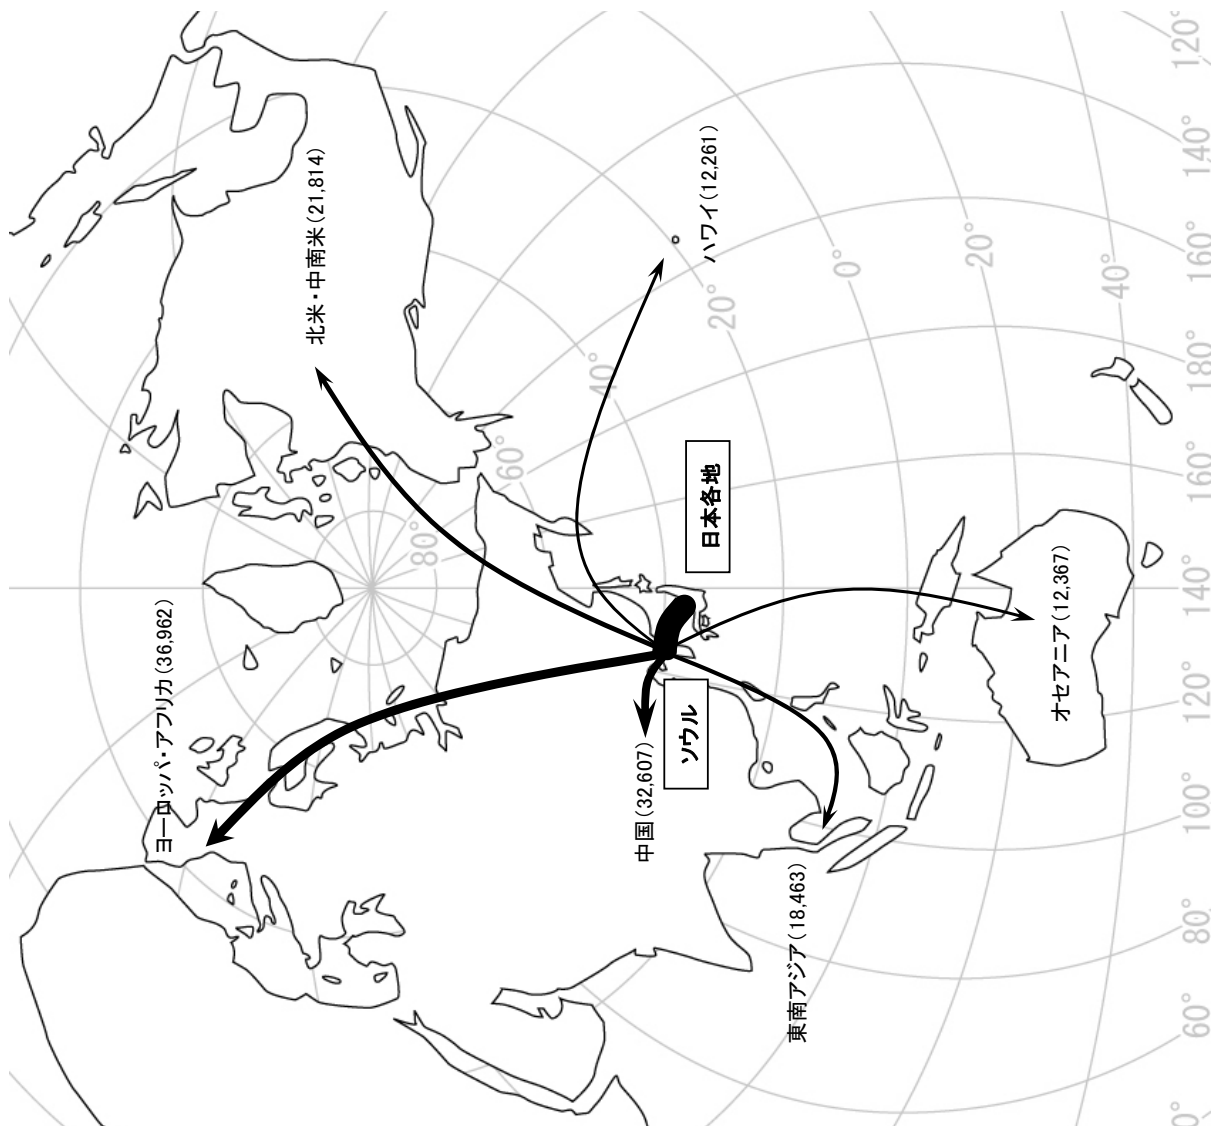 ヨーロッパ・アフリカ(36,962)
北米・中南米(21,814)
80°
60°
40°
中国(32,607)
ソウル
日本各地
ハワイ(12,261)
20°
東南アジア(18,463)
0°
20°
オセアニア(12,367)
40°
60° 80° 100° 120° 140° 160° 180° 160° 140° 120°